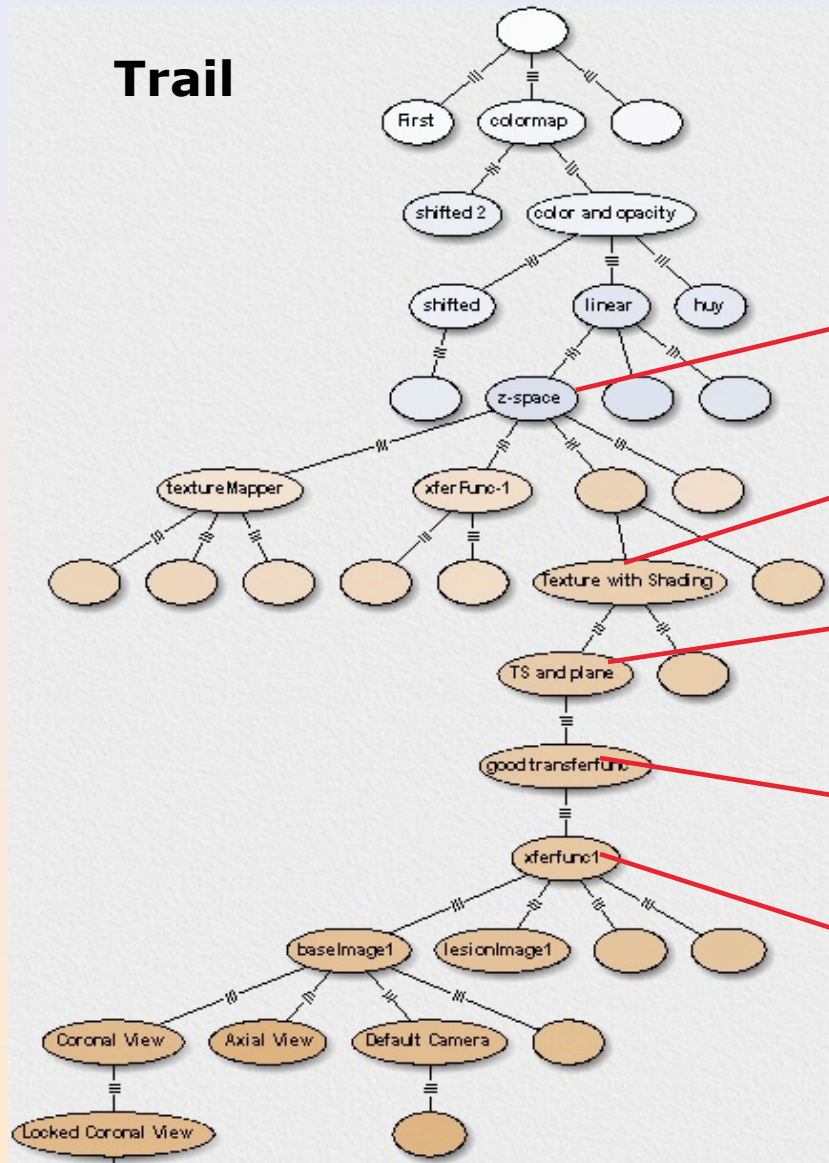 Trail
First
colormap
shifted 2
color and opacity
shifted
linear
huy
z-space
textureMapper
xferFunc-1
Texture with Shading
TS and plane
goodtransferfunc
xferfunc1
baseImage1
lesionImage1
Coronal View
Axial View
Default Camera
Locked Coronal View